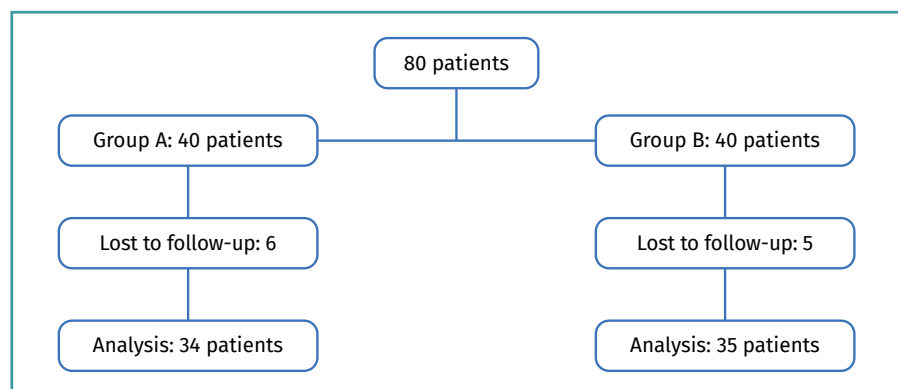 80 patients
Group A: 40 patients
Group B: 40 patients
Lost to follow-up: 6
Lost to follow-up: 5
Analysis: 34 patients
Analysis: 35 patients